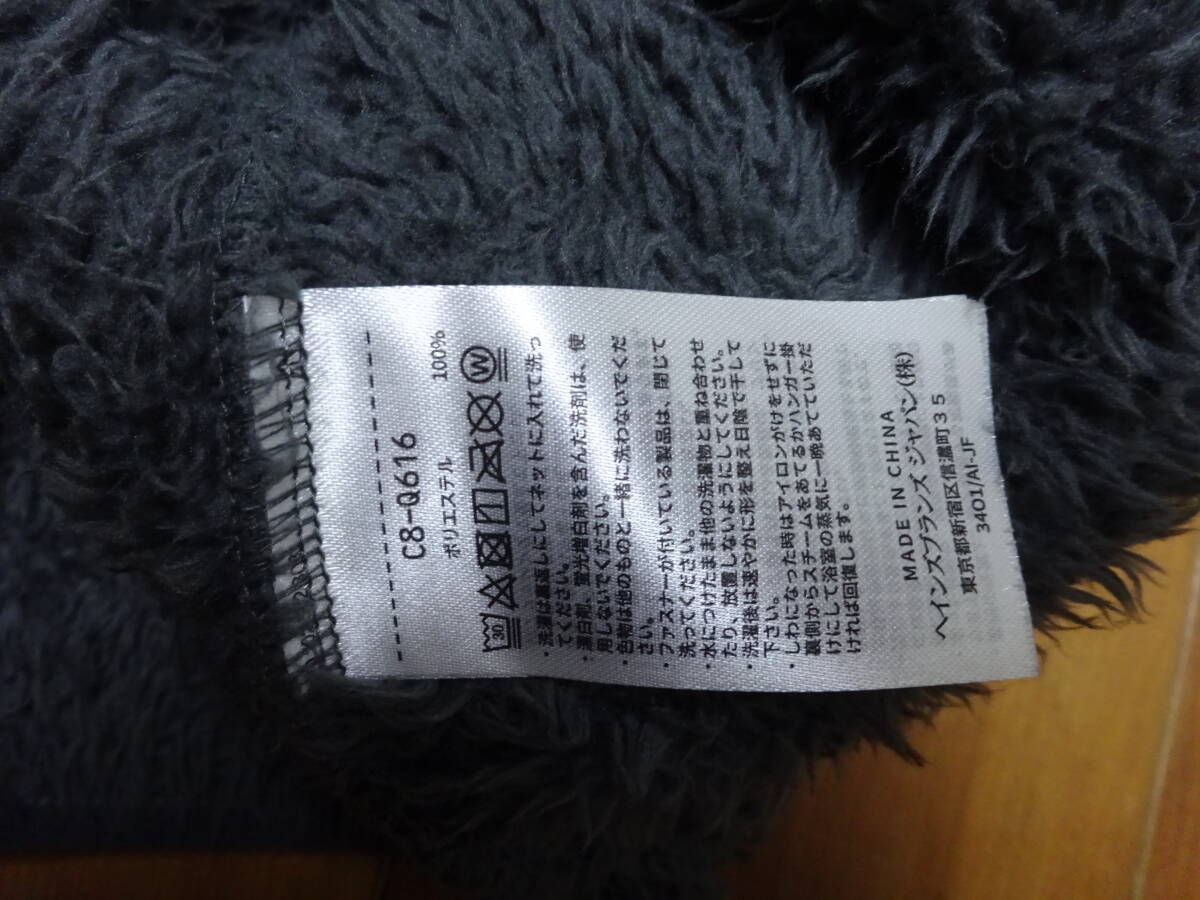 C8-Q616
ポリエステル 100%
30 W
・洗濯は裏返しにしてネットに入れて洗っ
てください。
・漂白剤、蛍光増白剤を含んだ洗剤は、使
用しないでください。
・色物は他のものと一緒に洗わないでくだ
さい。
・ファスナーが付いている製品は、閉じて
洗ってください。
・水につけたまま他の洗濯物と重ね合わせ
たり、放置しないようにしてください。
・洗濯後は速やかに形を整え日陰で干して
下さい。
・しわになった時はアイロンがけをせずに
裏側からスチームをあてるかハンガー掛
けにして浴室の蒸気に一晩あてていただ
ければ回復します。
MADE IN CHINA
ヘインズブランズ ジャパン(株)
東京都新宿区信濃町35
3401/AI-JF